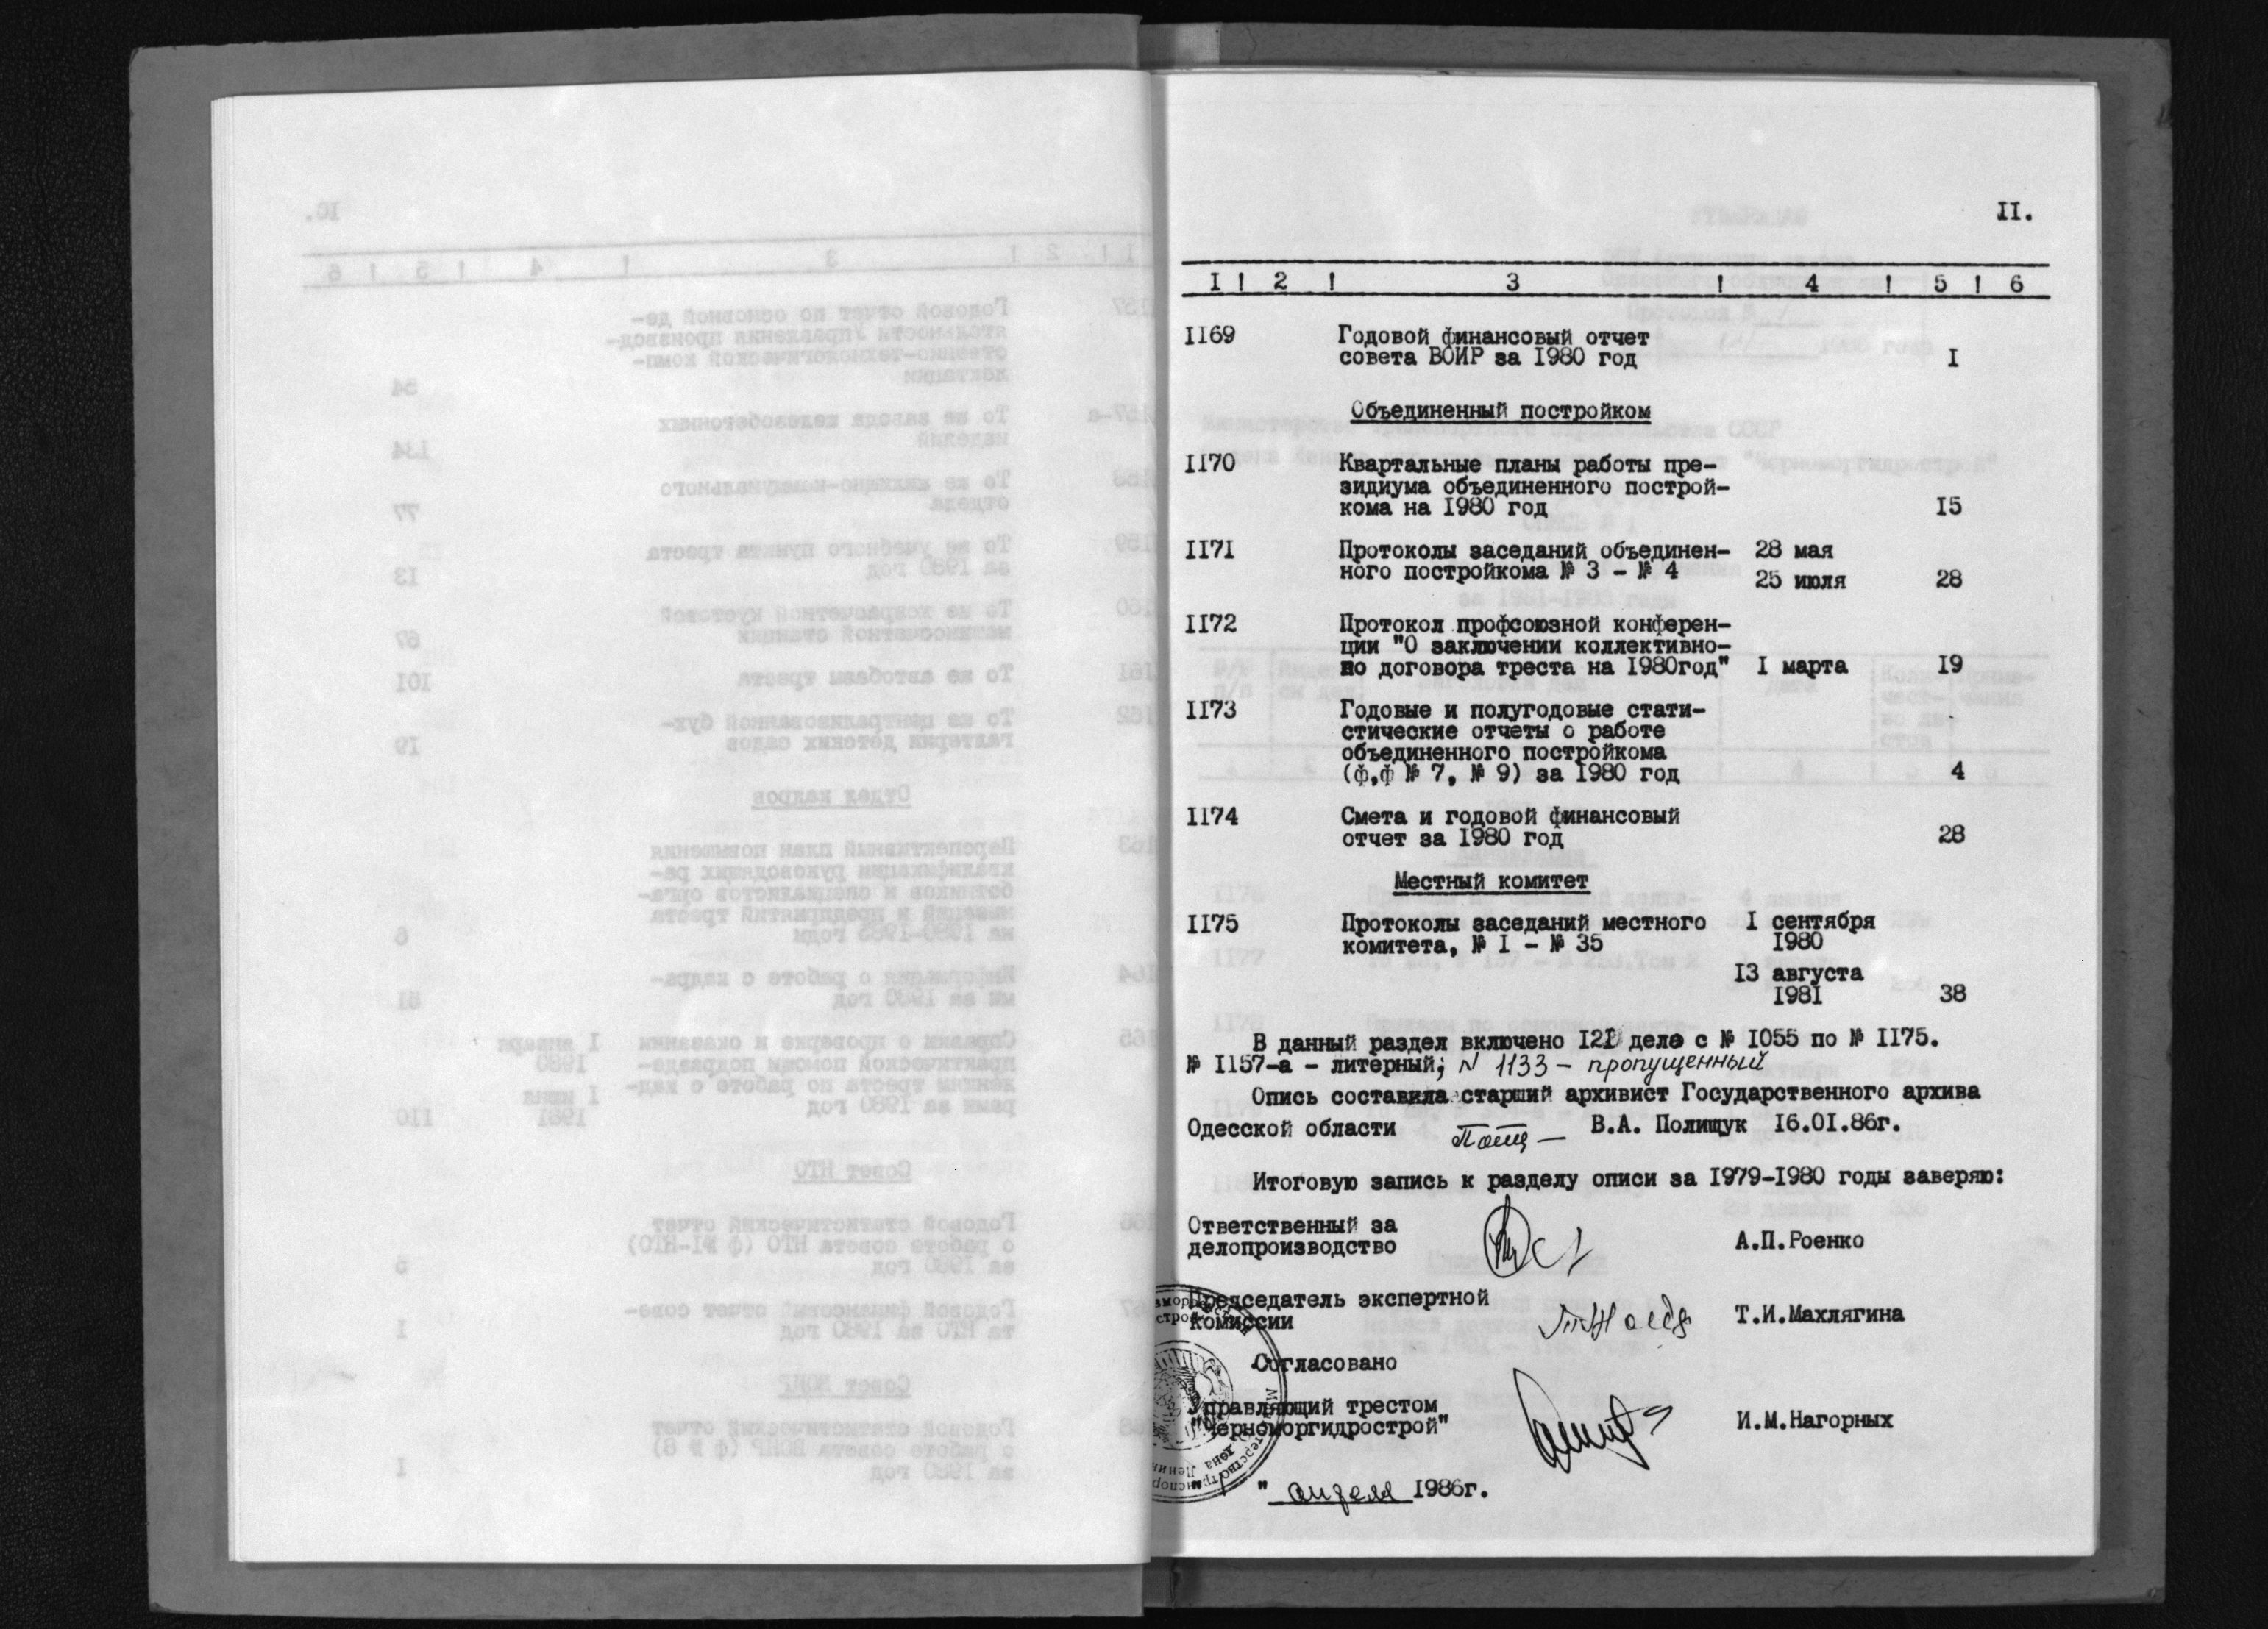 II.
I ! 2 ! 3 ! 4 ! 5 ! 6
II69 Годовой финансовый отчет
совета ВОИР за I980 год I
Объединенный постройком
II70 Квартальные планы работы пре-
зидиума объединенного построй-
кома на I980 год I5
II71 Протоколы заседаний объединен- 28 мая
ного постройкома № 3 - № 4 25 июля 28
II72 Протокол профсоюзной конферен-
ции "О заключении коллективно-
но договора треста на I980год" I марта I9
II73 Годовые и полугодовые стати-
стические отчеты о работе
объединенного постройкома
(ф,ф № 7, № 9) за I980 год 4
II74 Смета и годовой финансовый
отчет за I980 год 28
Местный комитет
II75 Протоколы заседаний местного I сентября
комитета, № I - № 35 I980
I3 августа
I98I 38
В данный раздел включено I2I дело с № I055 по № II75.
№ II57-а - литерный; N 1133 - пропущенный
Опись составила старший архивист Государственного архива
Одесской области В.А. Полищук I6.0I.86г.
Итоговую запись к разделу описи за I979-I980 годы заверяю:
Ответственный за
делопроизводство А.П.Роенко
Председатель экспертной
комиссии Т.И.Махлягина
Согласовано
Управляющий трестом
"Черноморгидрострой" И.М.Нагорных
" " апреля I986г.